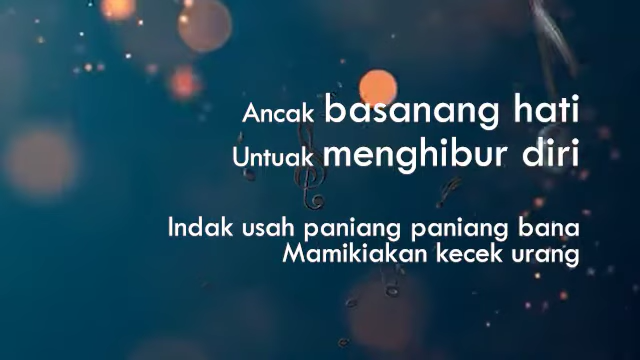 Ancak basanang hati
Untuak menghibur diri
Indak usah paniang paniang bana
Mamikiakan kecek urang